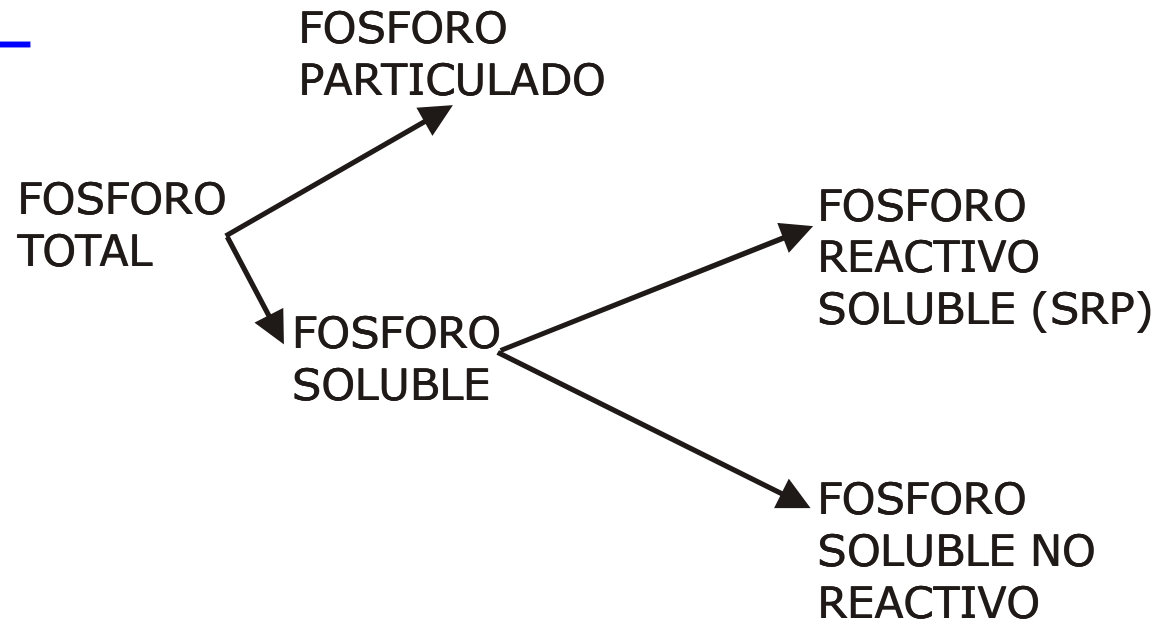 FOSFORO
PARTICULADO
FOSFORO
TOTAL
FOSFORO
SOLUBLE
FOSFORO
REACTIVO
SOLUBLE (SRP)
FOSFORO
SOLUBLE NO
REACTIVO